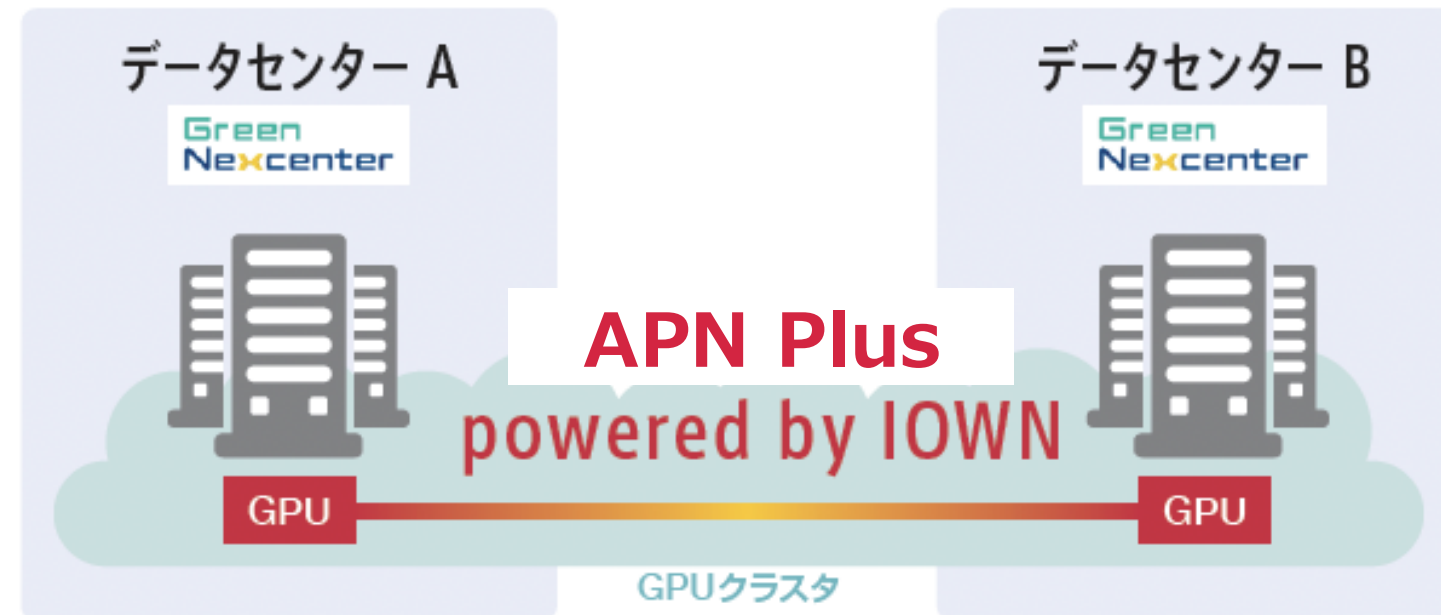 データセンター A
Green
Nexcenter
データセンター B
Green
Nexcenter
APN Plus
powered by IOWN
GPU
GPU
GPUクラスタ